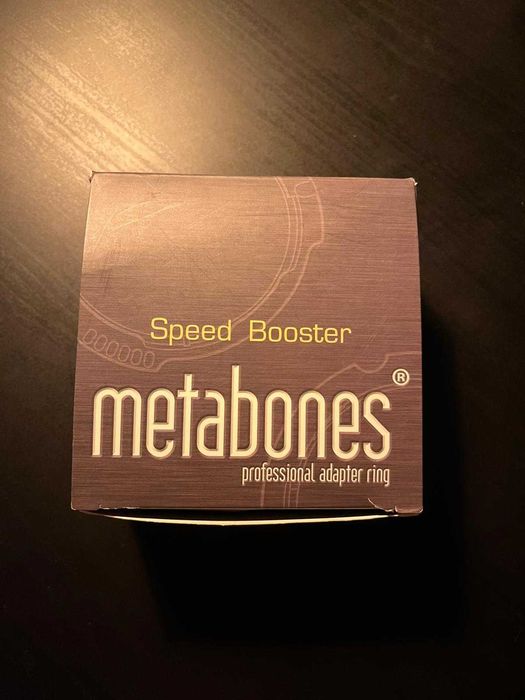 Speed Booster
metabones®
professional adapter ring